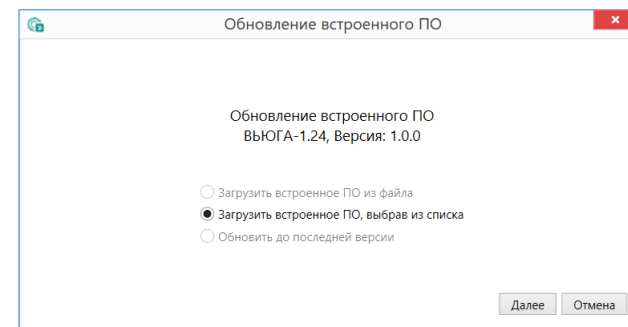 Обновление встроенного ПО
Обновление встроенного ПО
ВЬЮГА-1.24, Версия: 1.0.0
Загрузить встроенное ПО из файла
Загрузить встроенное ПО, выбрав из списка
Обновить до последней версии
Далее Отмена